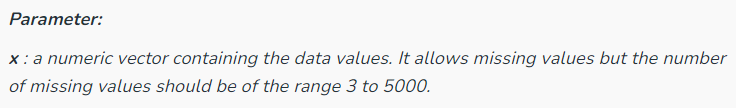 Parameter:
x : a numeric vector containing the data values. It allows missing values but the number
of missing values should be of the range 3 to 5000.